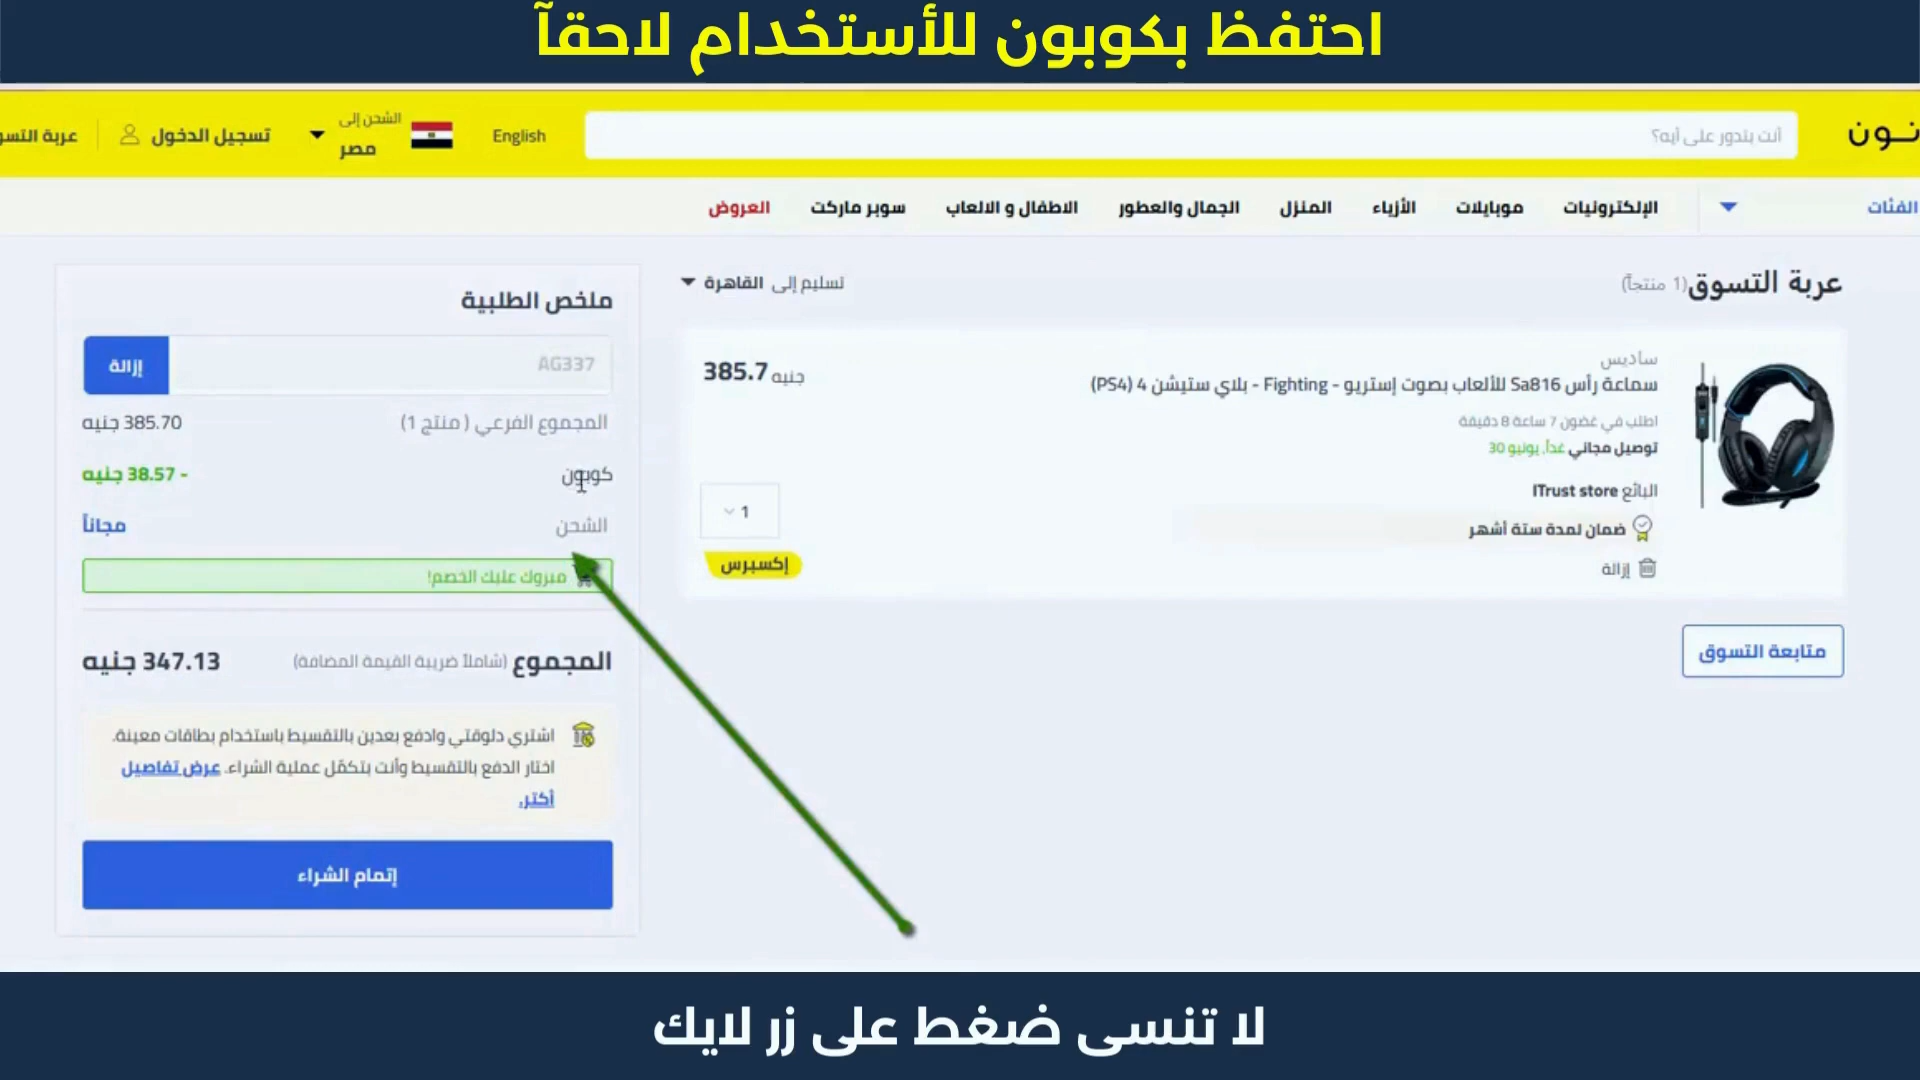 احتفظ بكوبون للأستخدام لاحقآ
نون
أنت بتدور على أيه؟
English
الشحن إلى
مصر
تسجيل الدخول
عربة التسو
الفئات
الإلكترونيات
موبايلات
الأزياء
المنزل
الجمال والعطور
الاطفال و الالعاب
سوبر ماركت
العروض
عربة التسوق (1 منتجاً)
تسليم إلى القاهرة
ساديس
سماعة رأس Sa816 للألعاب بصوت إستريو - Fighting - بلاي ستيشن 4 (PS4)
اطلب في غضون 7 ساعة 8 دقيقة
توصيل مجاني غداً, يونيو 30
البائع ITrust store
ضمان لمدة ستة أشهر
إزالة
جنيه 385.7
1
إكسبرس
متابعة التسوق
ملخص الطلبية
AG337
إزالة
المجموع الفرعي ( منتج 1)
385.70 جنيه
كوبون
- 38.57 جنيه
الشحن
مجاناً
مبروك عليك الخصم!
المجموع (شاملاً ضريبة القيمة المضافة)
347.13 جنيه
اشتري دلوقتي وادفع بعدين بالتقسيط باستخدام بطاقات معينة.
اختار الدفع بالتقسيط وأنت بتكمّل عملية الشراء. عرض تفاصيل
أكتر.
إتمام الشراء
لا تنسى ضغط على زر لايك